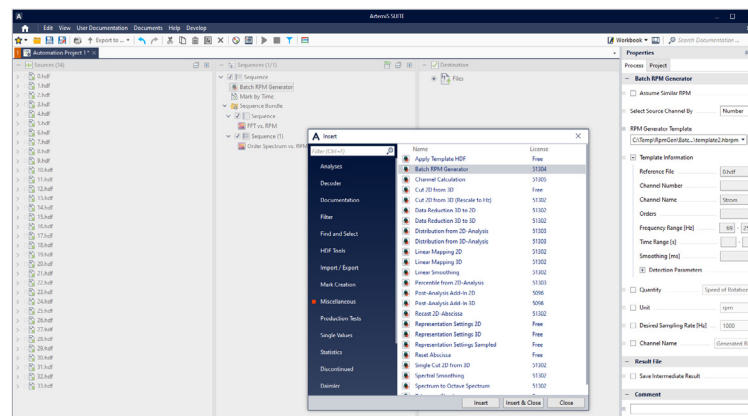 ArtemiS SUITE
Edit View User Documentation Documents Help Develop
Export to ...
Workbook
Search Documentation ...
Automation Project 1*
Sources (34)
Sequences (1/1)
Destination
Properties
Process Project
0.hdf
1.hdf
2.hdf
3.hdf
4.hdf
5.hdf
6.hdf
7.hdf
8.hdf
9.hdf
10.hdf
11.hdf
12.hdf
13.hdf
14.hdf
15.hdf
16.hdf
17.hdf
18.hdf
19.hdf
20.hdf
21.hdf
22.hdf
23.hdf
24.hdf
25.hdf
26.hdf
27.hdf
28.hdf
29.hdf
30.hdf
31.hdf
32.hdf
33.hdf
Sequence
Batch RPM Generator
Mark by Time
Sequence Bundle
Sequence
FFT vs. RPM
Sequence (1)
Order Spectrum vs. RPM
Files
Insert
Filter (Ctrl+F)
Analyses
Decoder
Documentation
Filter
Find and Select
HDF Tools
Import / Export
Mark Creation
Miscellaneous
Production Tests
Single Values
Statistics
Discontinued
Daimler
Name License
Apply Template HDF Free
Batch RPM Generator 51304
Channel Calculation 51305
Cut 2D from 3D Free
Cut 2D from 3D (Rescale to Hz) 51302
Data Reduction 3D to 2D 51302
Data Reduction 3D to 3D 51302
Distribution from 2D-Analysis 51303
Distribution from 3D-Analysis 51303
Linear Mapping 2D 51302
Linear Mapping 3D 51302
Linear Smoothing 51302
Percentile from 2D-Analysis 51303
Post-Analysis Add-In 2D 5096
Post-Analysis Add-In 3D 5096
Recast 2D-Abscissa 51302
Representation Settings 2D Free
Representation Settings 3D Free
Representation Settings Sampled Free
Reset Abscissa Free
Single Cut 2D from 3D 51302
Spectral Smoothing 51302
Spectrum to Octave Spectrum 51302
Insert
Insert & Close
Close
Batch RPM Generator
Assume Similar RPM
Select Source Channel By Number
RPM Generator Template
C:\Temp\RpmGen\Batc...\template2.hbrpm
Template Information
Reference File 0.hdf
Channel Number
Channel Name Strom
Orders
Frequency Range [Hz] 69 -
Time Range [s] -
Smoothing [ms]
Detection Parameters
Quantity Speed of Rotation
Unit rpm
Desired Sampling Rate [Hz] 1000
Channel Name Generated
Result File
Save Intermediate Result
Comment